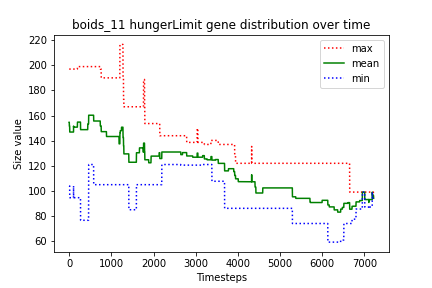 boids_11 hungerLimit gene distribution over time
220
200
180
160
140
120
100
80
60
Size value
0 1000 2000 3000 4000 5000 6000 7000
Timesteps
max
mean
min